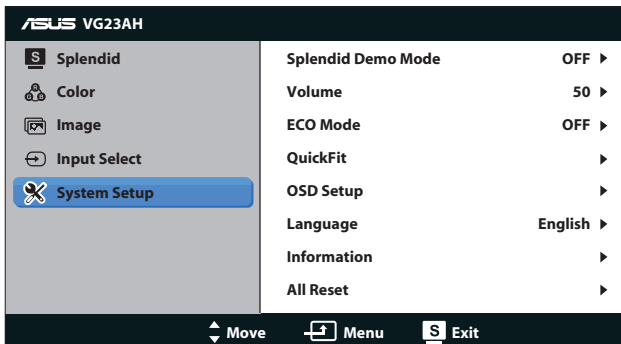 ASUS VG23AH
S Splendid
Color
Image
Input Select
System Setup
Splendid Demo Mode OFF
Volume 50
ECO Mode OFF
QuickFit
OSD Setup
Language English
Information
All Reset
Move Menu S Exit